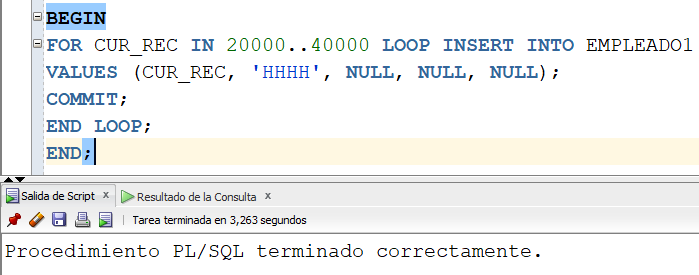 BEGIN
FOR CUR_REC IN 20000..40000 LOOP INSERT INTO EMPLEADO1
VALUES (CUR_REC, 'HHHH', NULL, NULL, NULL);
COMMIT;
END LOOP;
END;
Salida de Script x Resultado de la Consulta x
Tarea terminada en 3,263 segundos
Procedimiento PL/SQL terminado correctamente.